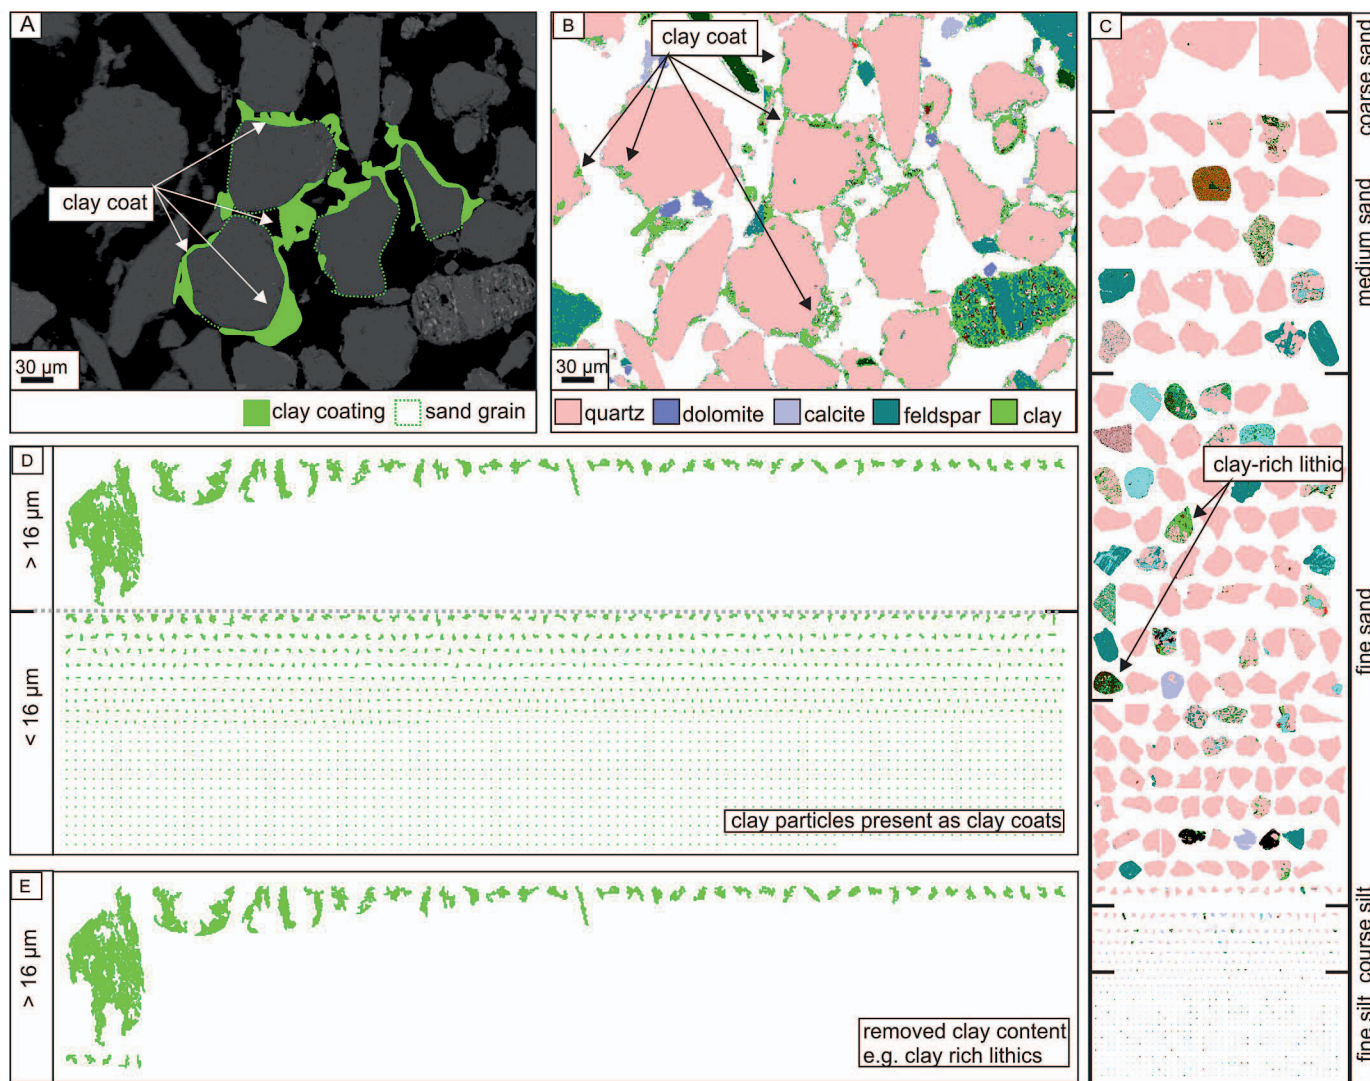 A
clay coat
30 µm
clay coating
sand grain
B
clay coat
30 µm
quartz
dolomite
calcite
feldspar
clay
C
coarse sand
medium sand
fine sand
course silt
fine silt
clay-rich lithic
D
> 16 µm
< 16 µm
clay particles present as clay coats
E
> 16 µm
removed clay content
e.g. clay rich lithics